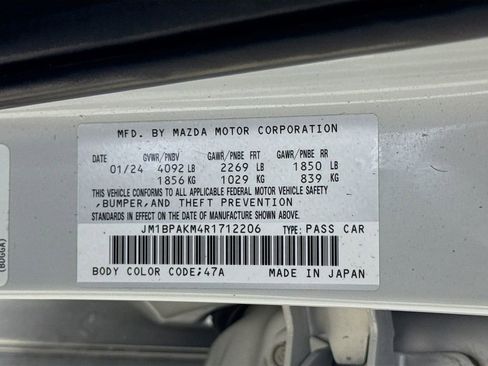 MFD. BY MAZDA MOTOR CORPORATION
DATE GVWR/PNBV GAWR/PNBE FRT GAWR/PNBE RR
01/24 4092 LB 2269 LB 1850 LB
1856 KG 1029 KG 839 KG
THIS VEHICLE CONFORMS TO ALL APPLICABLE FEDERAL MOTOR VEHICLE SAFETY
,BUMPER,AND THEFT PREVENTION
STANDARDS IN EFFECT ON THE DATE OF MANUFACTURE SHOWN ABOVE.
JM1BPAKM4R1712206 TYPE: PASS CAR
BODY COLOR CODE;47A MADE IN JAPAN
(BDGGA)